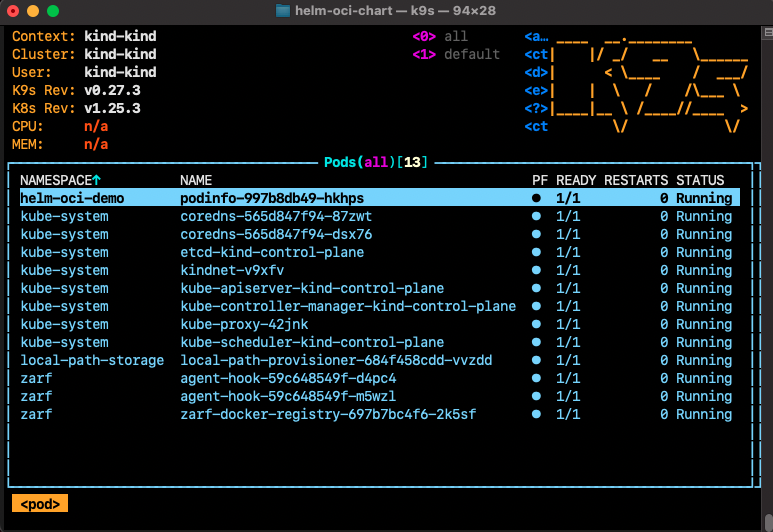 helm-oci-chart — k9s — 94×28
Context: kind-kind <0> all <a…
Cluster: kind-kind <1> default <ct
User: kind-kind <d>
K9s Rev: v0.27.3 <e>
K8s Rev: v1.25.3 <?>
CPU: n/a <ct
MEM: n/a
Pods(all)[13]
NAMESPACE↑ NAME PF READY RESTARTS STATUS
helm-oci-demo podinfo-997b8db49-hkhps ● 1/1 0 Running
kube-system coredns-565d847f94-87zwt ● 1/1 0 Running
kube-system coredns-565d847f94-dsx76 ● 1/1 0 Running
kube-system etcd-kind-control-plane ● 1/1 0 Running
kube-system kindnet-v9xfv ● 1/1 0 Running
kube-system kube-apiserver-kind-control-plane ● 1/1 0 Running
kube-system kube-controller-manager-kind-control-plane ● 1/1 0 Running
kube-system kube-proxy-42jnk ● 1/1 0 Running
kube-system kube-scheduler-kind-control-plane ● 1/1 0 Running
local-path-storage local-path-provisioner-684f458cdd-vvzdd ● 1/1 0 Running
zarf agent-hook-59c648549f-d4pc4 ● 1/1 0 Running
zarf agent-hook-59c648549f-m5wzl ● 1/1 0 Running
zarf zarf-docker-registry-697b7bc4f6-2k5sf ● 1/1 0 Running
<pod>